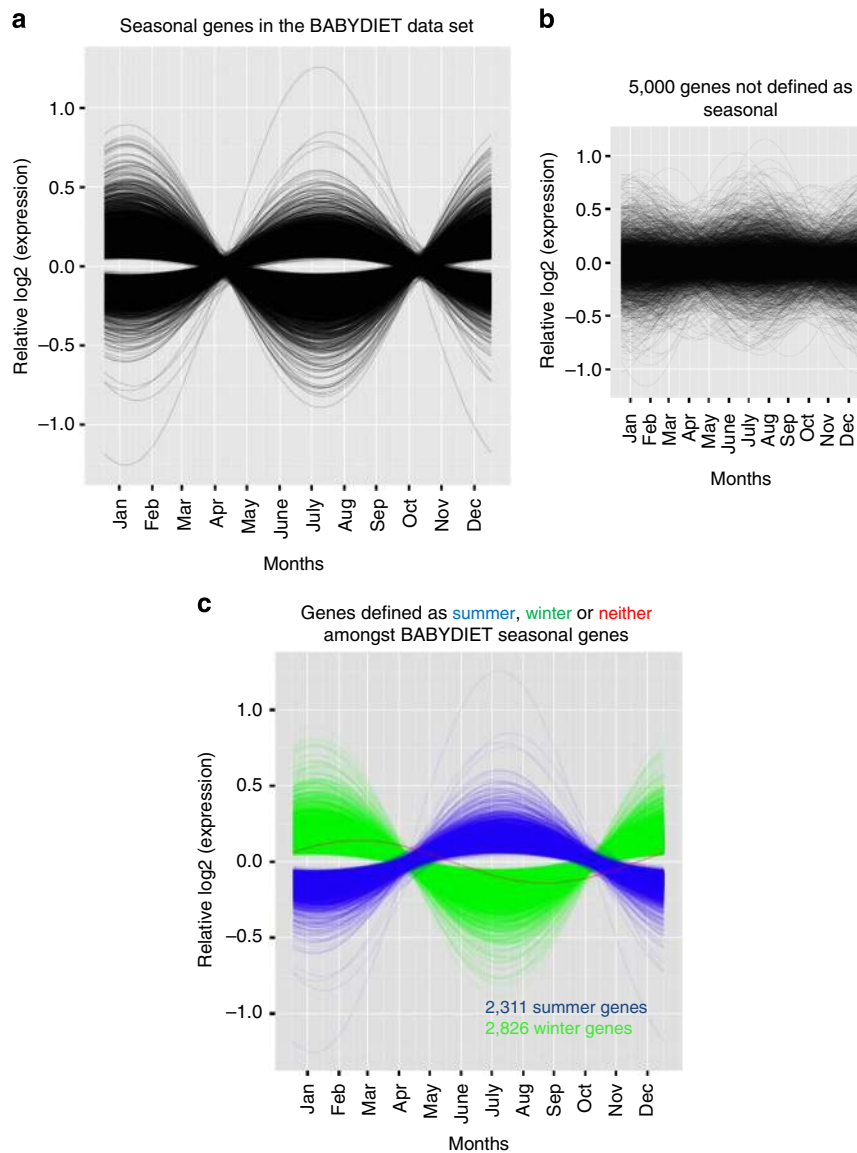 a
Seasonal genes in the BABYDIET data set
1.0
0.5
0.0
−0.5
−1.0
Relative log2 (expression)
Jan
Feb
Mar
Apr
May
June
July
Aug
Sep
Oct
Nov
Dec
Months
b
5,000 genes not defined as
seasonal
1.0
0.5
0.0
−0.5
−1.0
Relative log2 (expression)
Jan
Feb
Mar
Apr
May
June
July
Aug
Sep
Oct
Nov
Dec
Months
c
Genes defined as summer, winter or neither
amongst BABYDIET seasonal genes
1.0
0.5
0.0
−0.5
−1.0
Relative log2 (expression)
2,311 summer genes
2,826 winter genes
Jan
Feb
Mar
Apr
May
June
July
Aug
Sep
Oct
Nov
Dec
Months